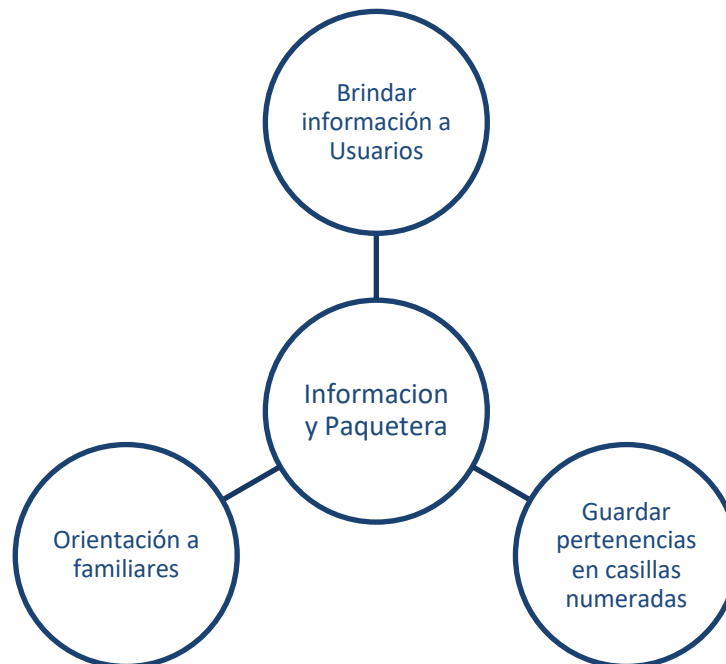 Brindar
información a
Usuarios
Informacion
y Paquetera
Orientación a
familiares
Guardar
pertenencias
en casillas
numeradas